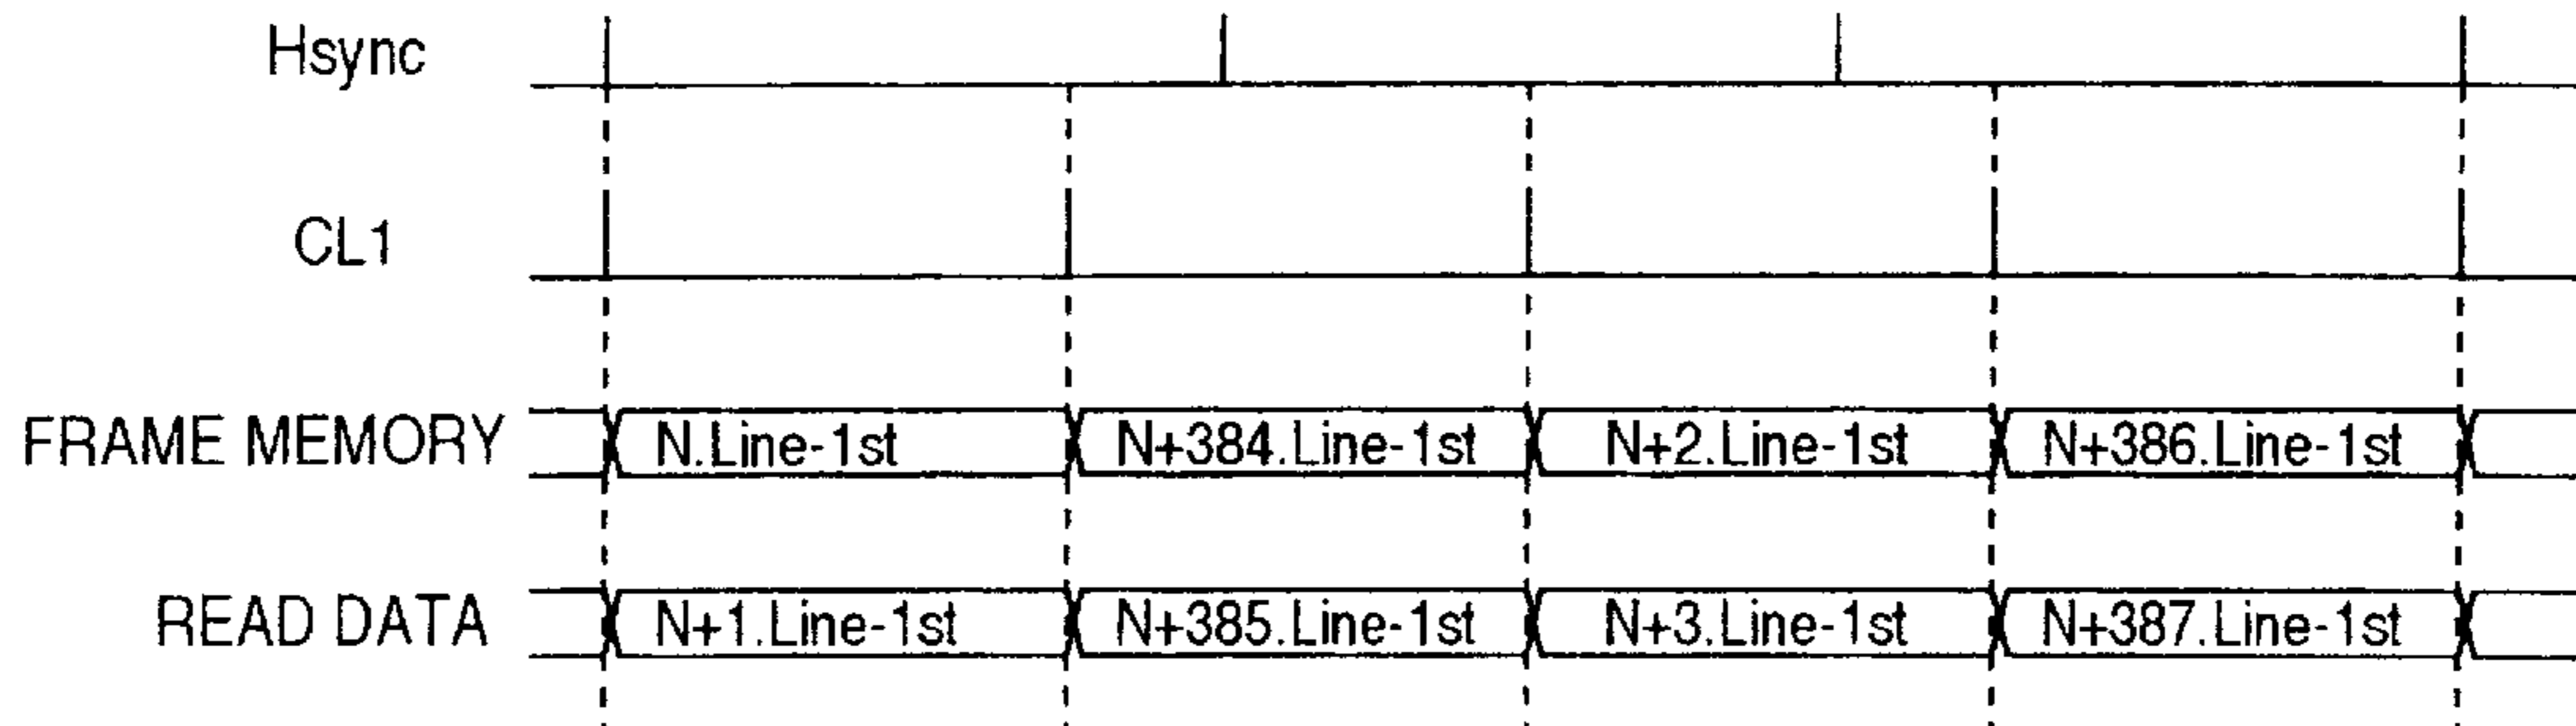 Hsync
CL1
FRAME MEMORY N.Line-1st N+384.Line-1st N+2.Line-1st N+386.Line-1st
READ DATA N+1.Line-1st N+385.Line-1st N+3.Line-1st N+387.Line-1st